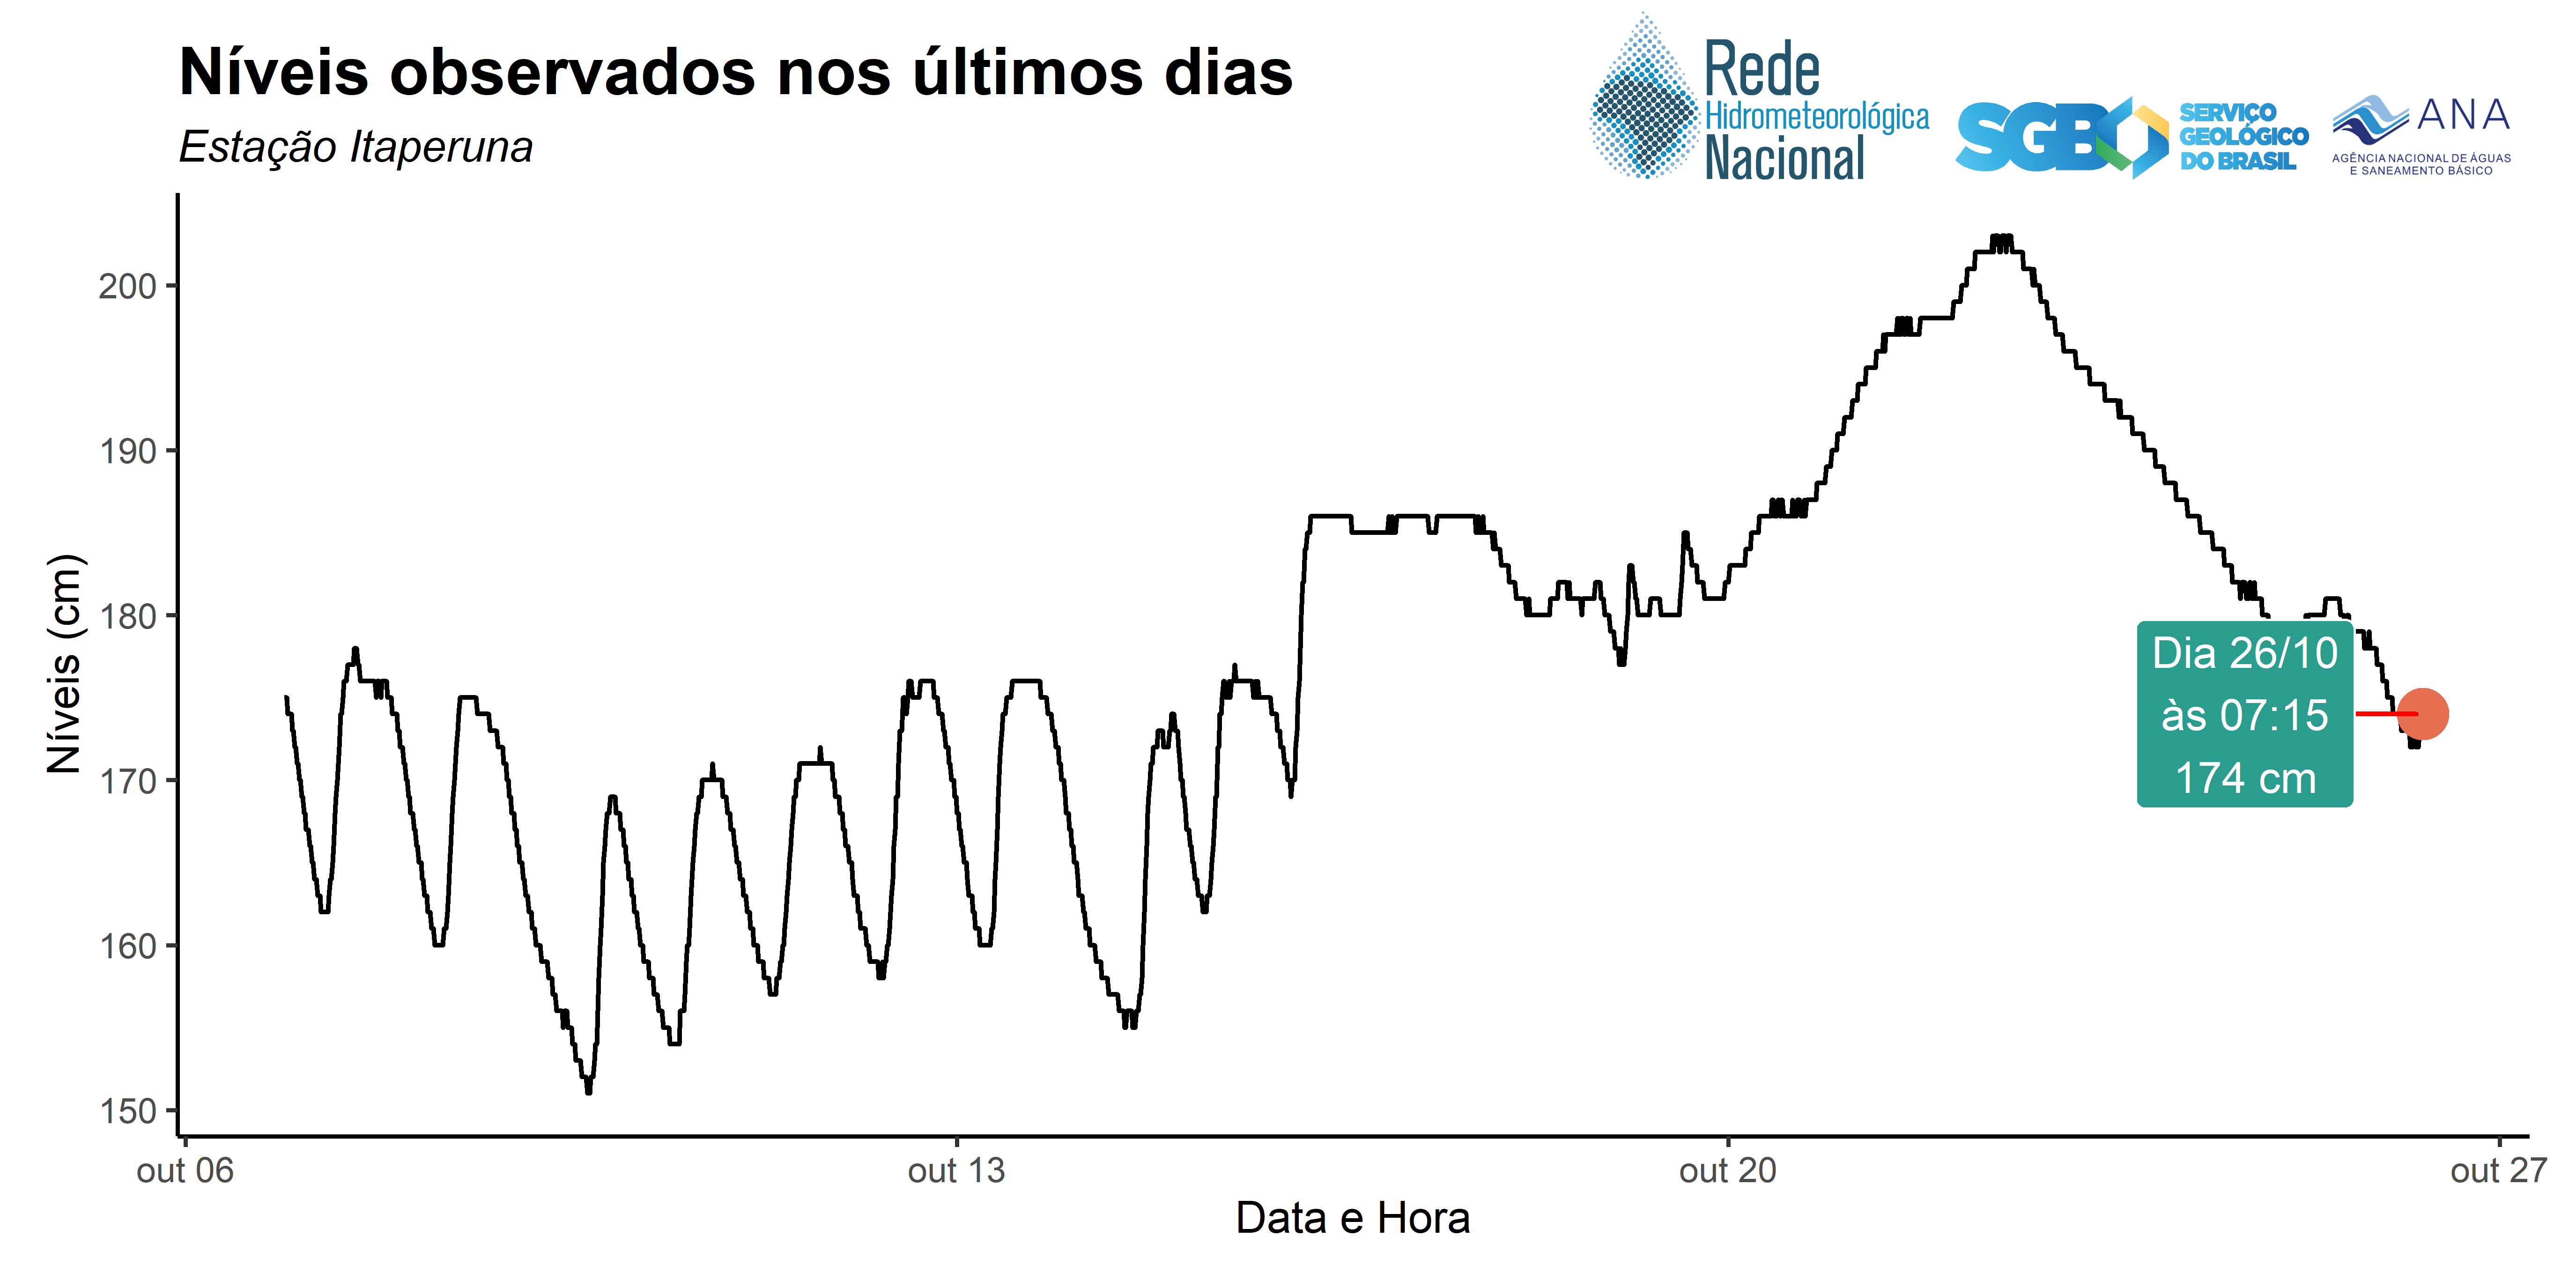 Níveis observados nos últimos dias
Estação Itaperuna
Rede
Hidrometeorológica
Nacional
SGB
SERVIÇO
GEOLÓGICO
DO BRASIL
ANA
AGÊNCIA NACIONAL DE ÁGUAS
E SANEAMENTO BÁSICO
Níveis (cm)
200
190
180
170
160
150
Dia 26/10
às 07:15
174 cm
out 06
out 13
out 20
out 27
Data e Hora